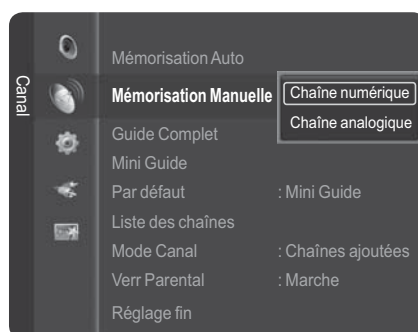 Canal
Mémorisation Auto
Mémorisation Manuelle
Chaîne numérique
Chaîne analogique
Guide Complet
Mini Guide
Par défaut : Mini Guide
Liste des chaînes
Mode Canal : Chaînes ajoutées
Verr Parental : Marche
Réglage fin